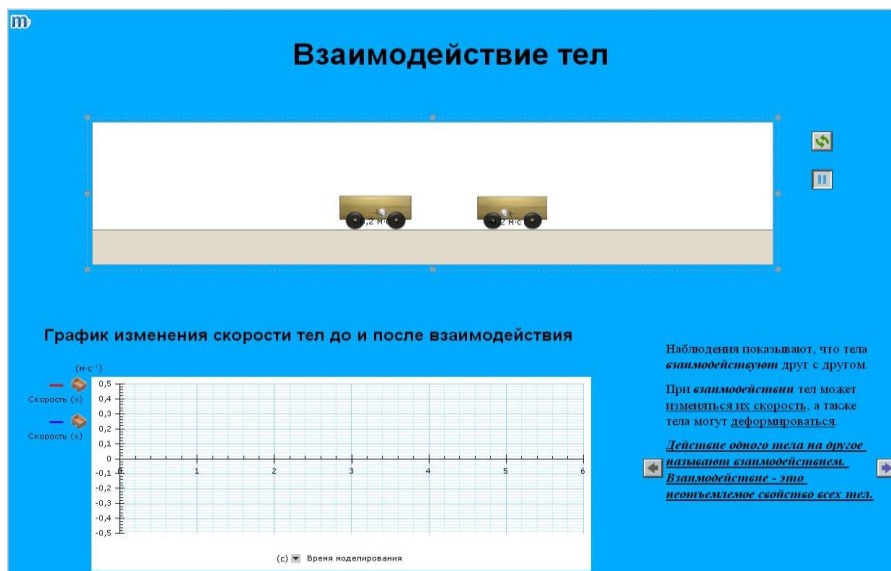 m
Взаимодействие тел
,2 м·с
2 м·с
График изменения скорости тел до и после взаимодействия
(м·с⁻¹)
Скорость (x)
Скорость (x)
0,5
0,4
0,3
0,2
0,1
0
-0,1
-0,2
-0,3
-0,4
-0,5
0 1 2 3 4 5 6
(с) Время моделирования
Наблюдения показывают, что тела
взаимодействуют друг с другом.
При взаимодействии тел может
изменяться их скорость, а также
тела могут деформироваться.
Действие одного тела на другое
называют взаимодействием.
Взаимодействие - это
неотъемлемое свойство всех тел.